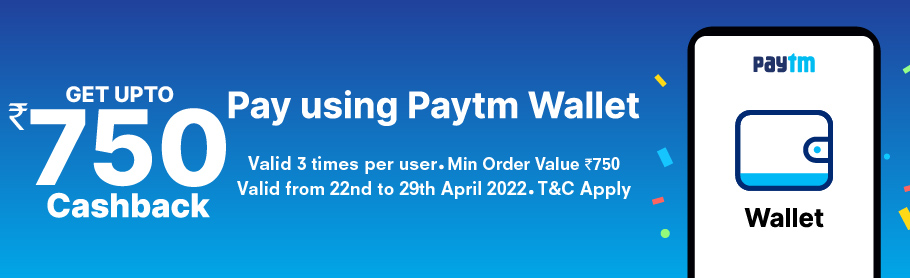 GET UPTO
₹750
Cashback
Pay using Paytm Wallet
Valid 3 times per user. Min Order Value ₹750
Valid from 22nd to 29th April 2022. T&C Apply
paytm
Wallet